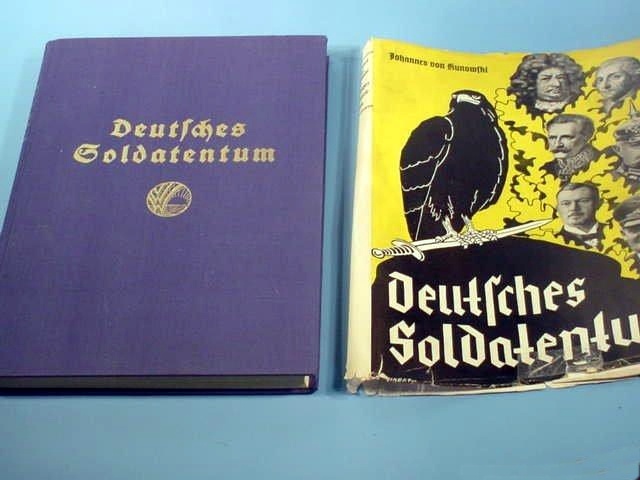 Deutſches
Soldatentum
Johannes von Kunowſki
Deutſches
Soldatentu